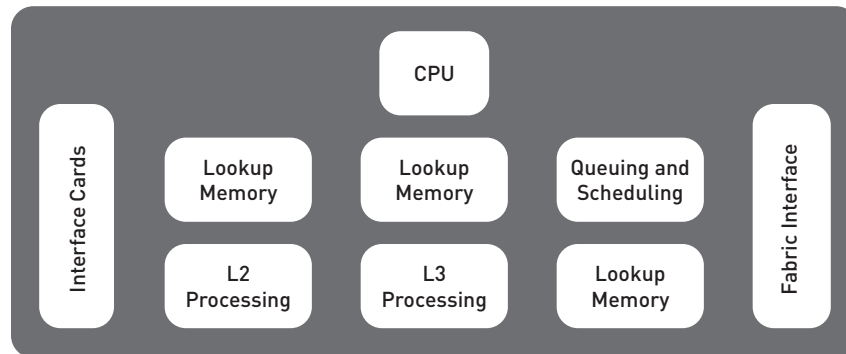 CPU
Interface Cards
Lookup
Memory
Lookup
Memory
Queuing and
Scheduling
Fabric Interface
L2
Processing
L3
Processing
Lookup
Memory